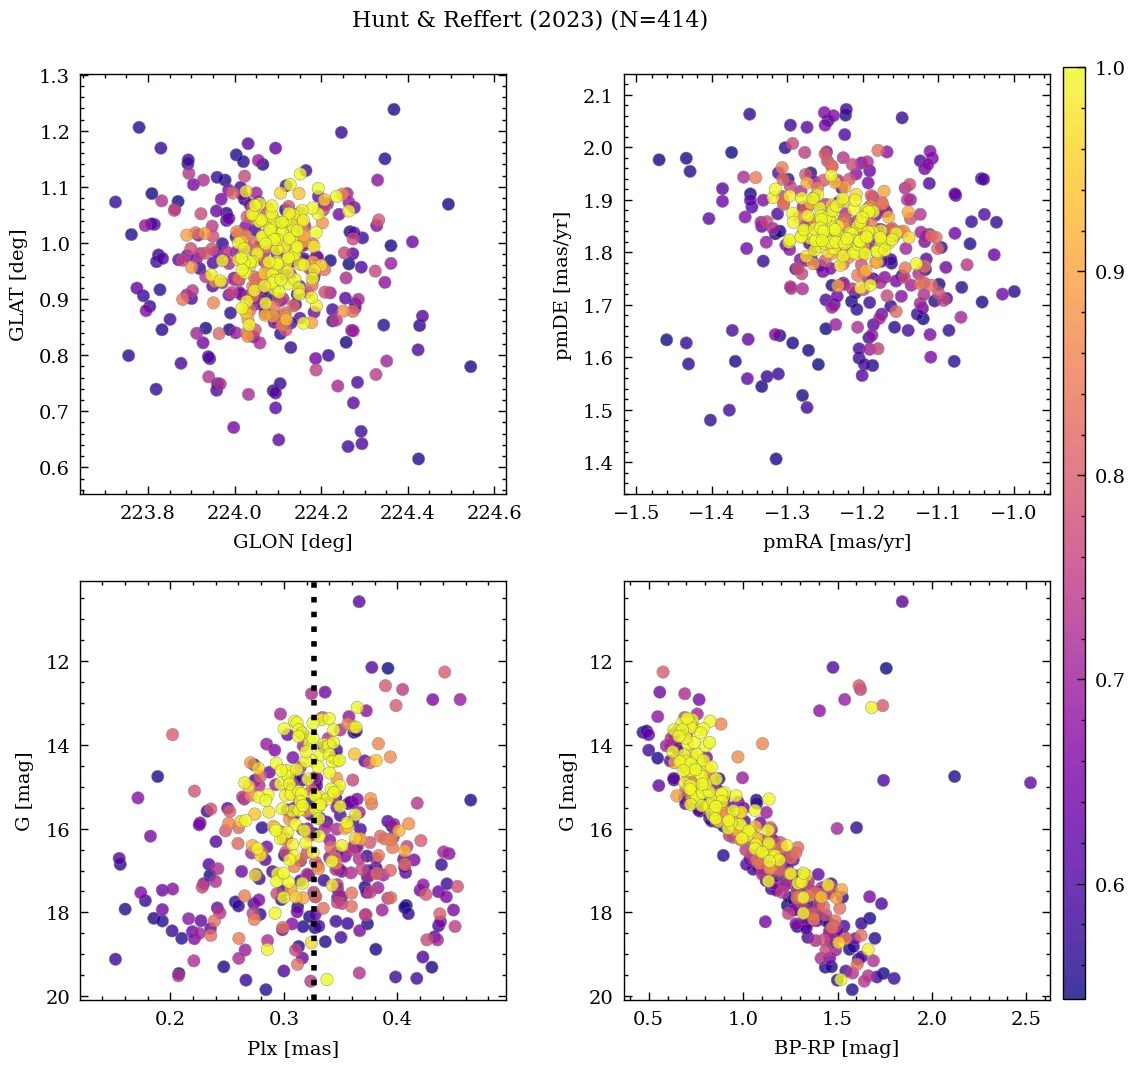 Hunt & Reffert (2023) (N=414)
1.3
1.2
1.1
1.0
0.9
0.8
0.7
0.6
GLAT [deg]
223.8 224.0 224.2 224.4 224.6
GLON [deg]
2.1
2.0
1.9
1.8
1.7
1.6
1.5
1.4
pmDE [mas/yr]
−1.5 −1.4 −1.3 −1.2 −1.1 −1.0
pmRA [mas/yr]
12
14
16
18
20
G [mag]
0.2 0.3 0.4
Plx [mas]
12
14
16
18
20
G [mag]
0.5 1.0 1.5 2.0 2.5
BP-RP [mag]
1.0
0.9
0.8
0.7
0.6